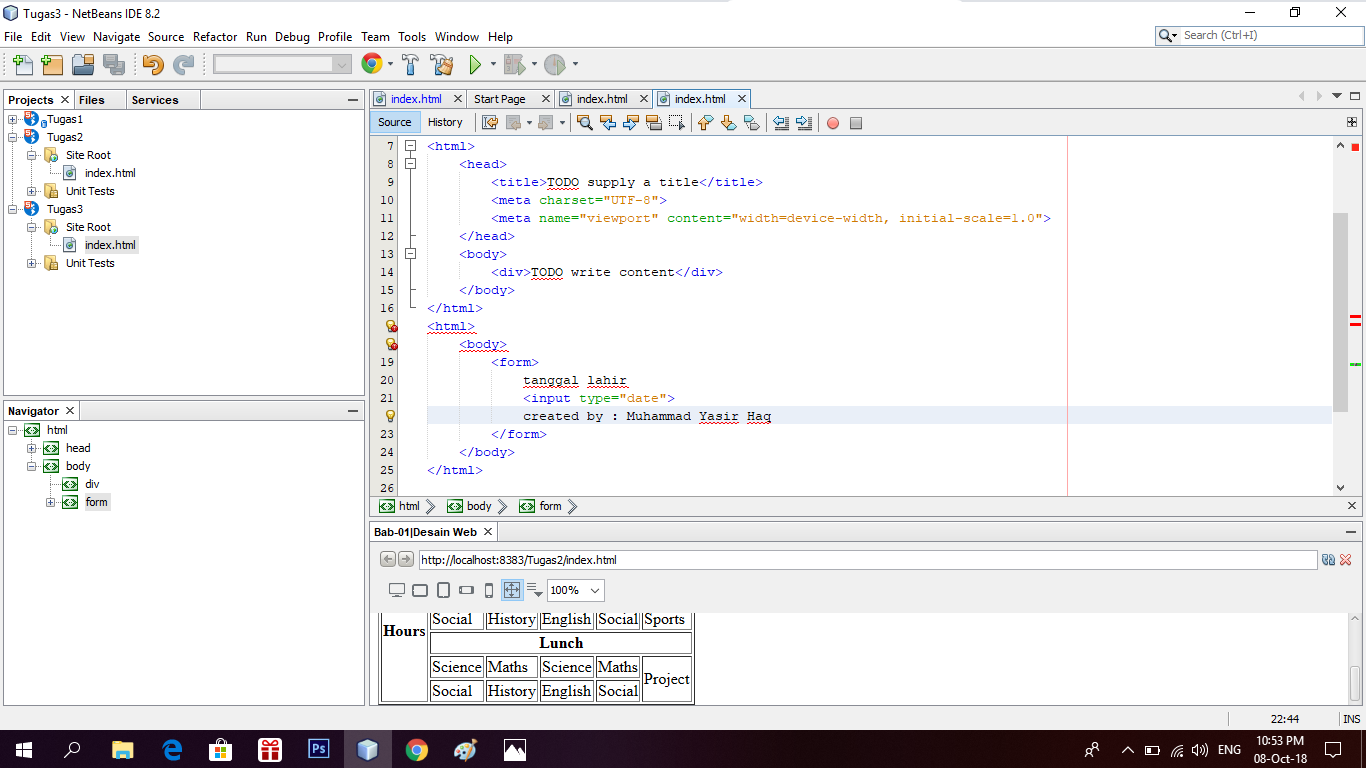 Tugas3 - NetBeans IDE 8.2
File Edit View Navigate Source Refactor Run Debug Profile Team Tools Window Help
Search (Ctrl+I)
Projects Files Services
Tugas1
Tugas2
Site Root
index.html
Unit Tests
Tugas3
Site Root
index.html
Unit Tests
Navigator
html
head
body
div
form
index.html Start Page index.html index.html
Source History
7 <html>
8 <head>
9 <title>TODO supply a title</title>
10 <meta charset="UTF-8">
11 <meta name="viewport" content="width=device-width, initial-scale=1.0">
12 </head>
13 <body>
14 <div>TODO write content</div>
15 </body>
16 </html>
<html>
<body>
19 <form>
20 tanggal lahir
21 <input type="date">
created by : Muhammad Yasir Haq
23 </form>
24 </body>
25 </html>
26
html body form
Bab-01|Desain Web
http://localhost:8383/Tugas2/index.html
100%
Hours Social History English Social Sports
Lunch
Science Maths Science Maths Project
Social History English Social
22:44 INS
Ps
ENG 10:53 PM
08-Oct-18